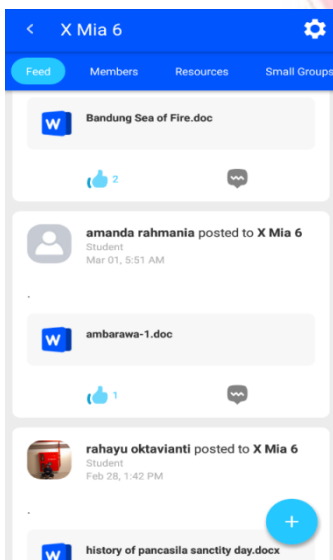 X Mia 6
Feed Members Resources Small Groups
Bandung Sea of Fire.doc
2
amanda rahmania posted to X Mia 6
Student
Mar 01, 5:51 AM
.
ambarawa-1.doc
1
rahayu oktavianti posted to X Mia 6
Student
Feb 28, 1:42 PM
.
history of pancasila sanctity day.docx